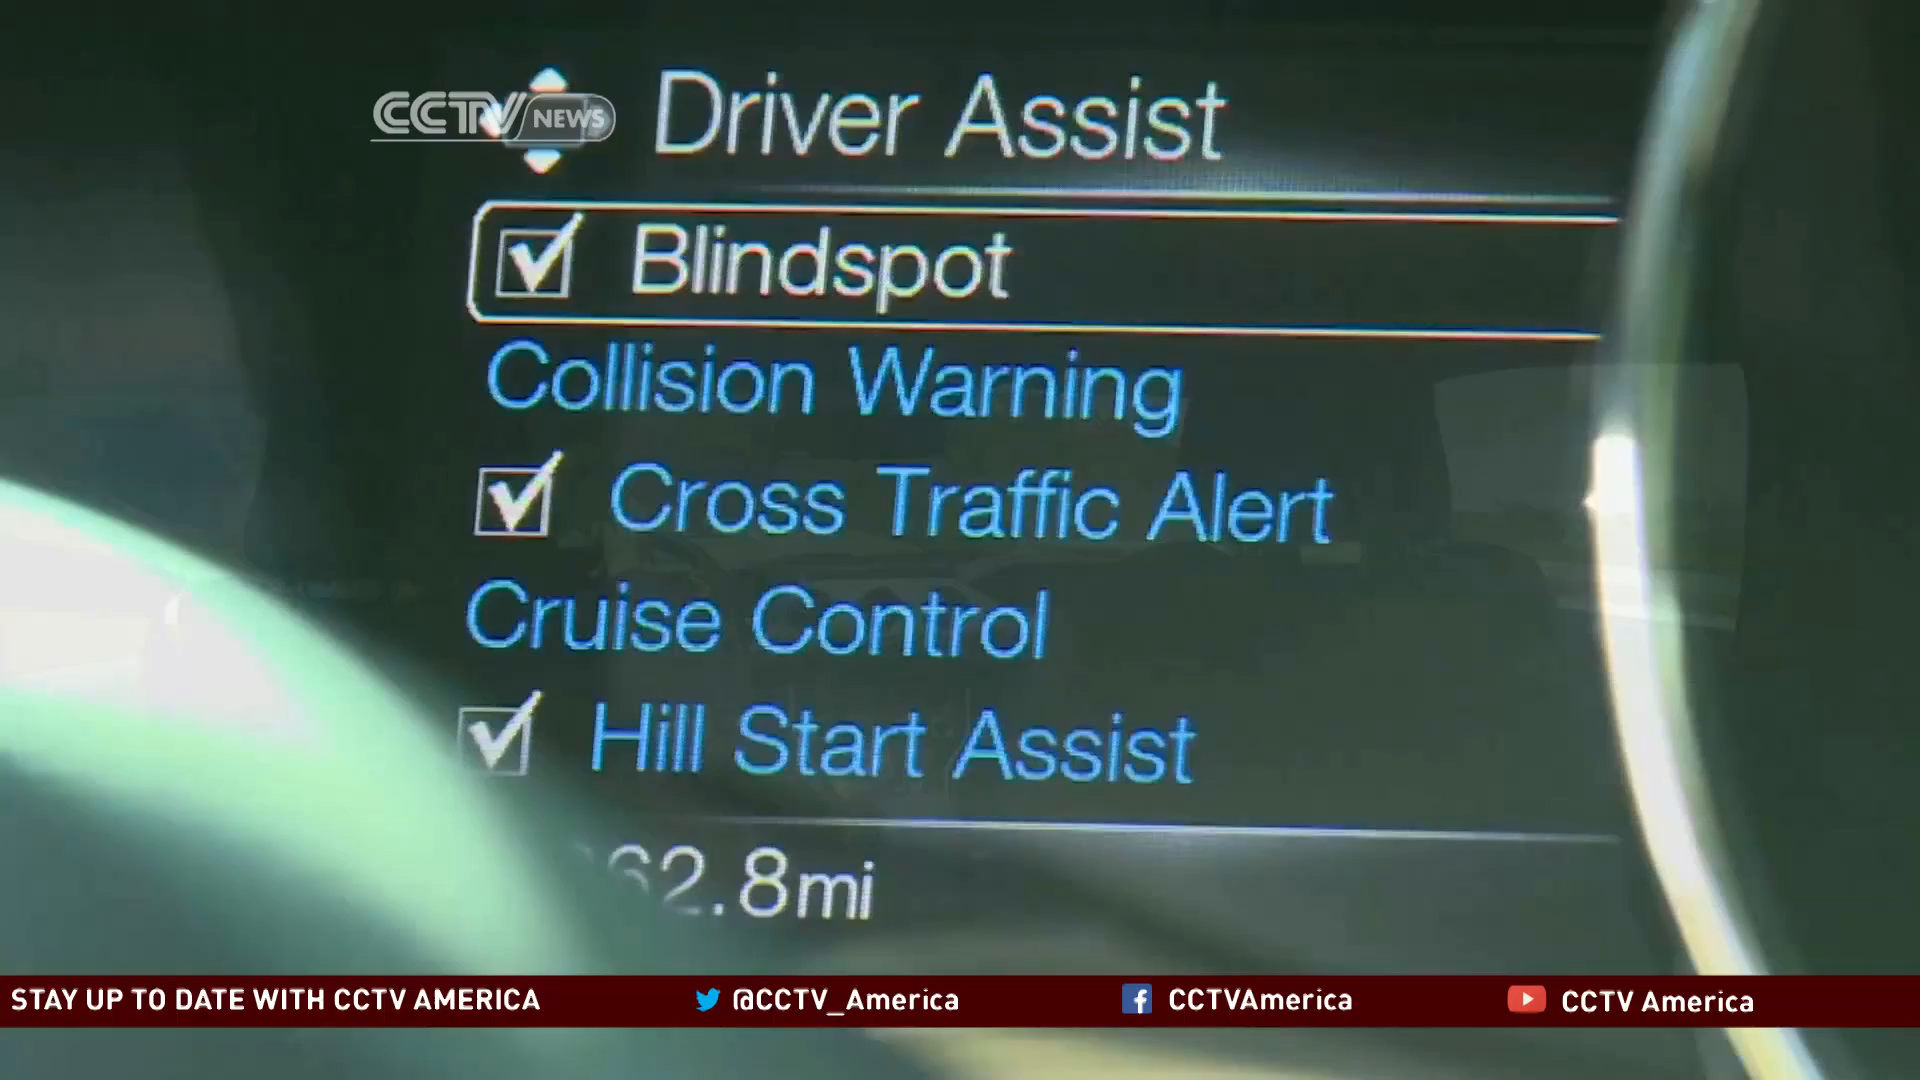 CCTV NEWS
Driver Assist
Blindspot
Collision Warning
Cross Traffic Alert
Cruise Control
Hill Start Assist
62.8mi
STAY UP TO DATE WITH CCTV AMERICA
@CCTV_America
CCTVAmerica
CCTV America